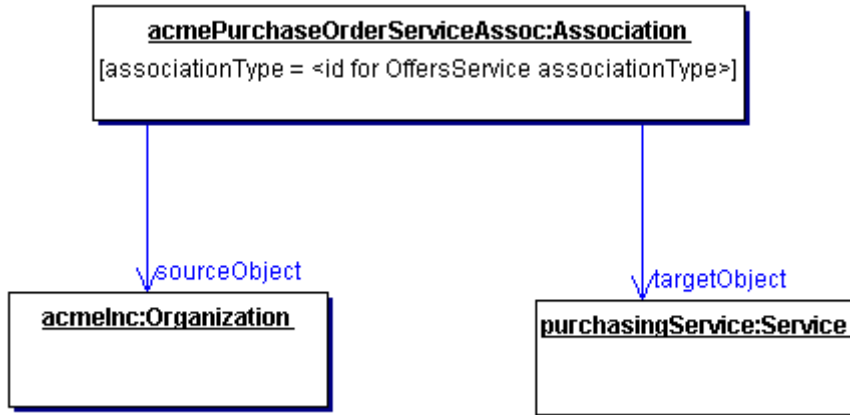 acmePurchaseOrderServiceAssoc:Association
[associationType = <id for OffersService associationType>]
sourceObject
targetObject
acmeInc:Organization
purchasingService:Service